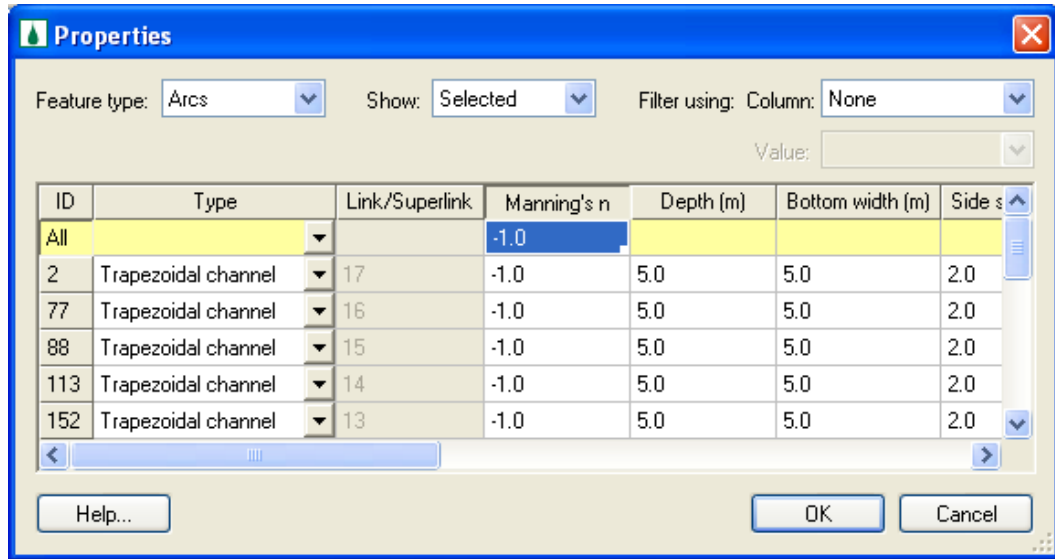 Properties
Feature type: Arcs Show: Selected Filter using: Column: None
Value:
ID Type Link/Superlink Manning's n Depth (m) Bottom width (m) Side s
All -1.0
2 Trapezoidal channel 17 -1.0 5.0 5.0 2.0
77 Trapezoidal channel 16 -1.0 5.0 5.0 2.0
88 Trapezoidal channel 15 -1.0 5.0 5.0 2.0
113 Trapezoidal channel 14 -1.0 5.0 5.0 2.0
152 Trapezoidal channel 13 -1.0 5.0 5.0 2.0
Help... OK Cancel